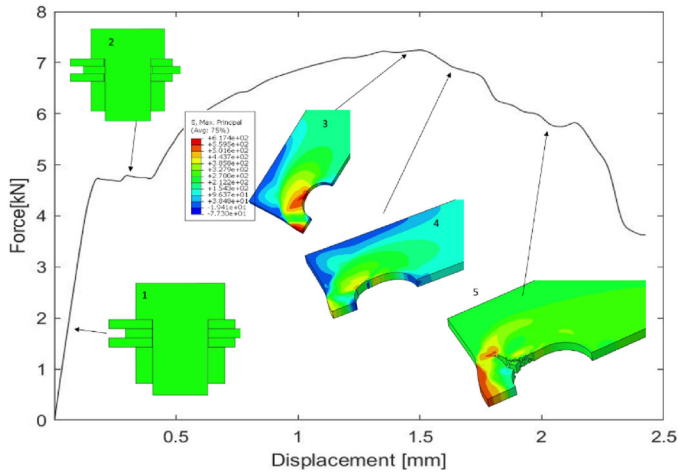 8
7
6
5
4
3
2
1
0
Force[kN]
2
S, Max. Principal
(Avg: 75%)
+6.174e+02
+5.595e+02
+5.016e+02
+4.437e+02
+3.858e+02
+3.279e+02
+2.700e+02
+2.122e+02
+1.543e+02
+9.637e+01
+3.848e+01
-1.941e+01
-7.730e+01
3
4
1
5
0.5
1
1.5
2
2.5
Displacement [mm]